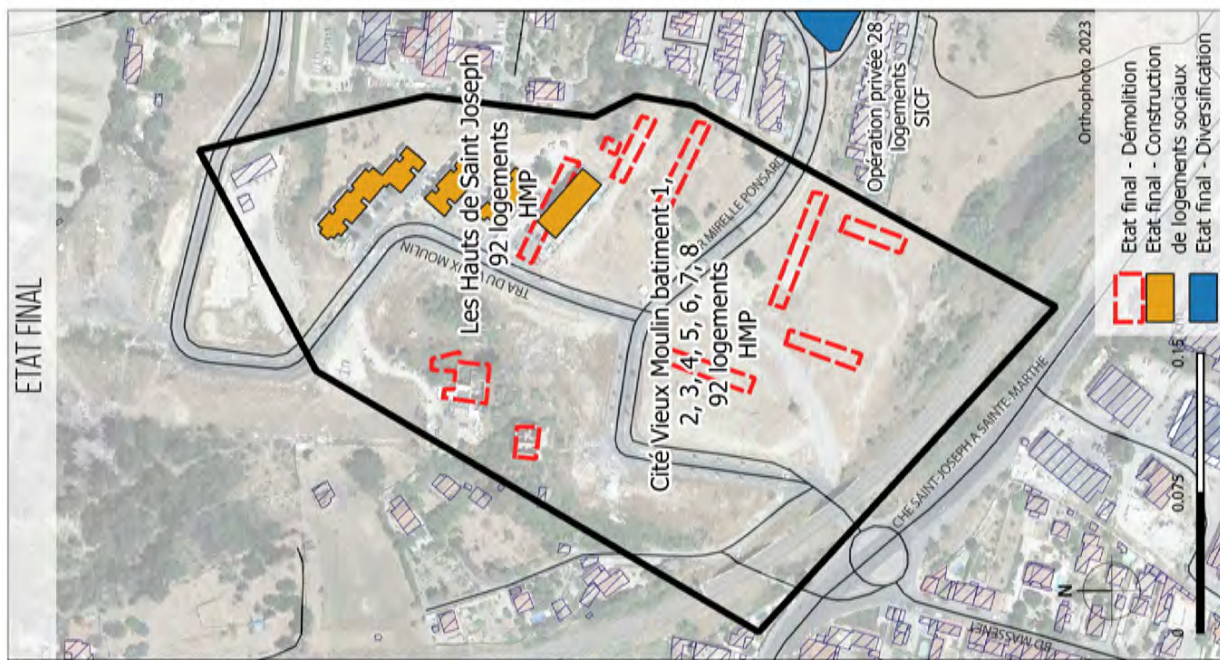 ETAT FINAL
Les Hauts de Saint Joseph
92 logements
HMP
TRA DU VIEUX MOULIN
Cité Vieux Moulin batiment 1,
2, 3, 4, 5, 6, 7, 8
92 logements
HMP
R MIRELLE PONSARD
Opération privée 28
logements
SICF
CHE SAINT-JOSEPH A SAINTE-MARTHE
BD MASSENET
N
Orthophoto 2023
Etat final - Démolition
Etat final - Construction
de logements sociaux
Etat final - Diversification
0
0.075
0.15